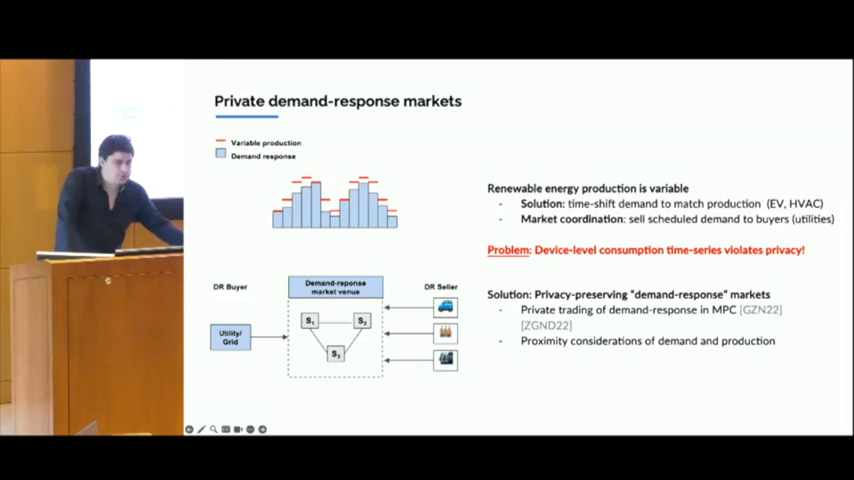 Private demand-response markets
Variable production
Demand response
Renewable energy production is variable
- Solution: time-shift demand to match production (EV, HVAC)
- Market coordination: sell scheduled demand to buyers (utilities)
Problem: Device-level consumption time-series violates privacy!
DR Buyer
Demand-reponse
market venue
DR Seller
S1
S2
S3
Utility/
Grid
Solution: Privacy-preserving “demand-response” markets
- Private trading of demand-response in MPC [GZN22]
[ZGND22]
- Proximity considerations of demand and production